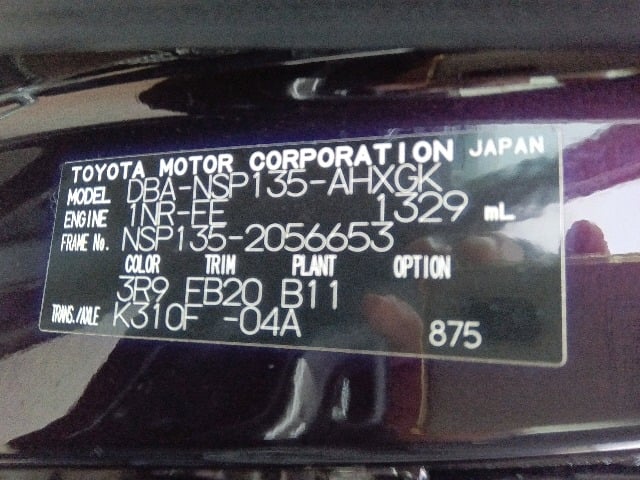 TOYOTA MOTOR CORPORATION JAPAN
MODEL DBA-NSP135-AHXGK
ENGINE 1NR-FE 1329 mL
FRAME No. NSP135-2056653
COLOR TRIM PLANT OPTION
3R9 FB20 B11
TRANS./AXLE K310F -04A
875